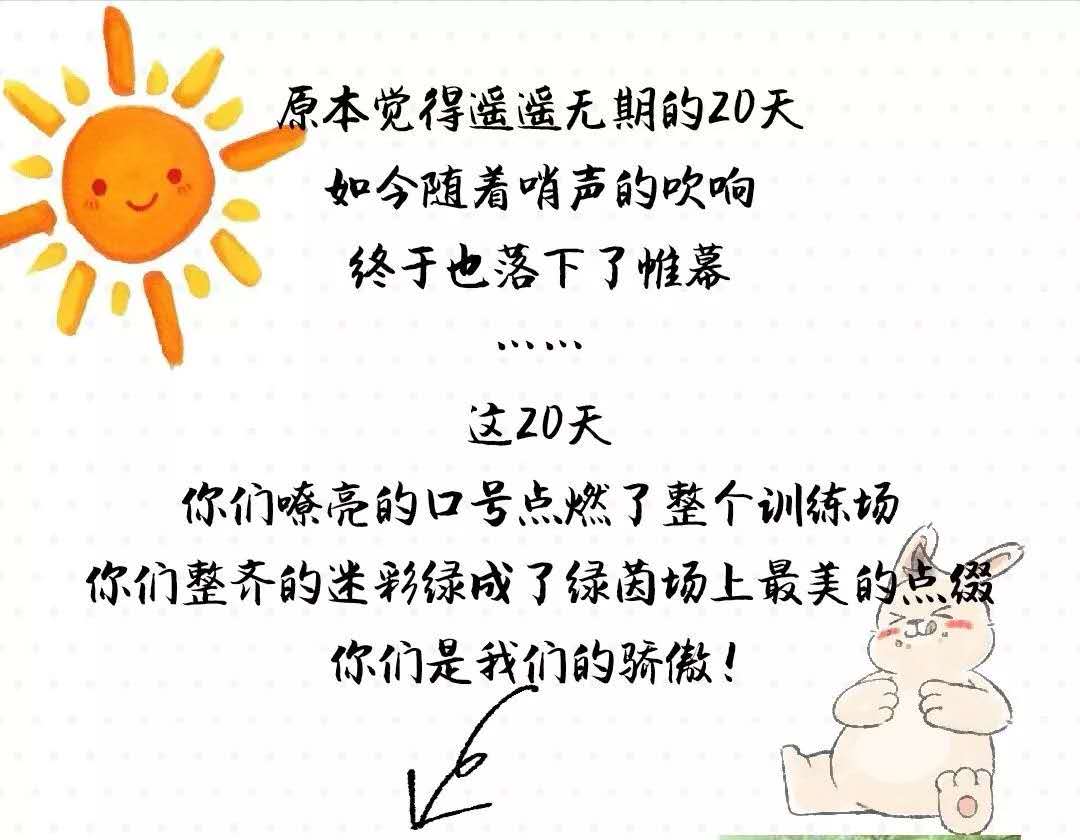 原本觉得遥遥无期的20天
如今随着哨声的吹响
终于也落下了帷幕
……
这20天
你们嘹亮的口号点燃了整个训练场
你们整齐的迷彩绿成了绿茵场上最美的点缀
你们是我们的骄傲！